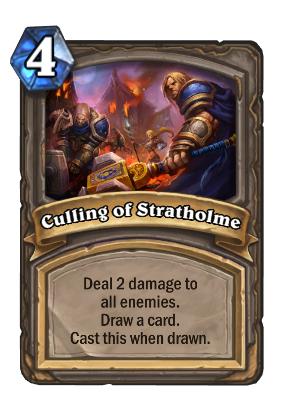 4
Culling of Stratholme
Deal 2 damage to
all enemies.
Draw a card.
Cast this when drawn.